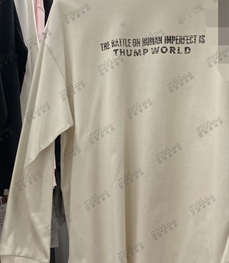 THE BATTLE ON HUMAN IMPERFECT IS
THUMP WORLD